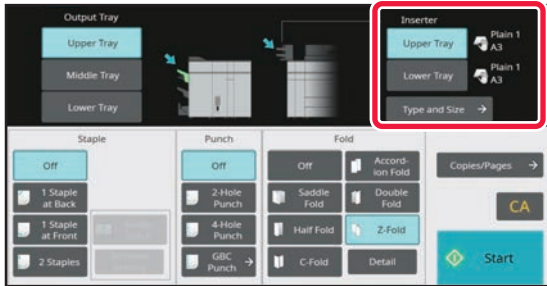 Output Tray
Upper Tray
Middle Tray
Lower Tray
Inserter
Upper Tray
Plain 1
A3
Lower Tray
Plain 1
A3
Type and Size
Staple
Off
1 Staple
at Back
1 Staple
at Front
2 Staples
Punch
Off
2-Hole
Punch
4-Hole
Punch
GBC
Punch
Fold
Off
Accord-
ion Fold
Saddle
Fold
Double
Fold
Half Fold
Z-Fold
C-Fold
Detail
Copies/Pages
CA
Start